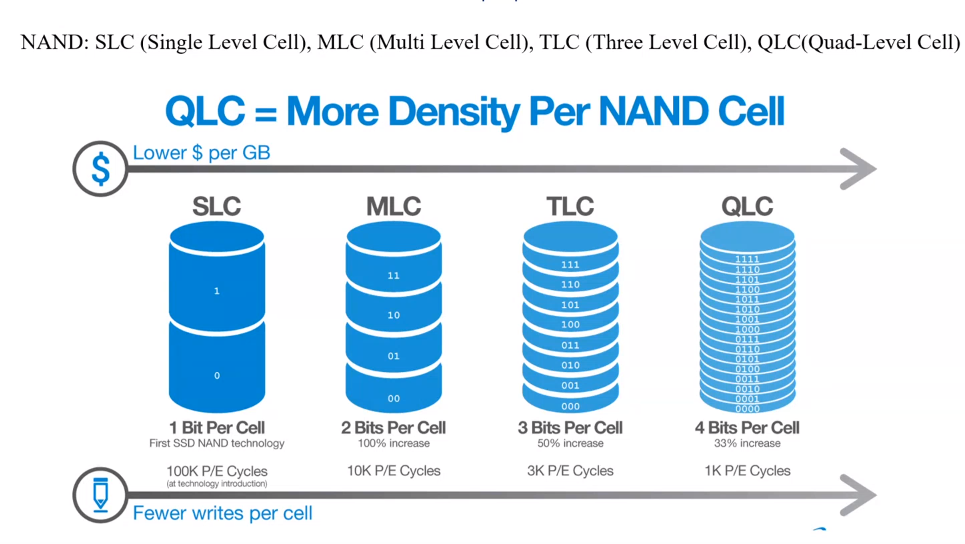 NAND: SLC (Single Level Cell), MLC (Multi Level Cell), TLC (Three Level Cell), QLC(Quad-Level Cell)
QLC = More Density Per NAND Cell
$
Lower $ per GB
SLC
1
0
1 Bit Per Cell
First SSD NAND technology
100K P/E Cycles
(at technology introduction)
MLC
11
10
01
00
2 Bits Per Cell
100% increase
10K P/E Cycles
TLC
111
110
101
100
011
010
001
000
3 Bits Per Cell
50% increase
3K P/E Cycles
QLC
1111
1110
1101
1100
1011
1010
1001
1000
0111
0110
0101
0100
0011
0010
0001
0000
4 Bits Per Cell
33% increase
1K P/E Cycles
Fewer writes per cell